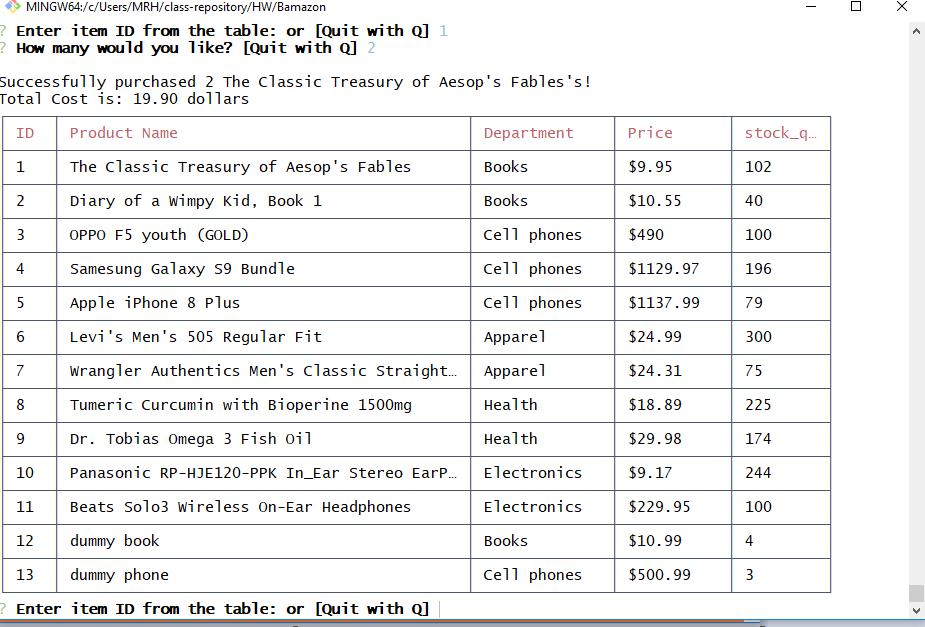 MINGW64:/c/Users/MRH/class-repository/HW/Bamazon
? Enter item ID from the table: or [Quit with Q] 1
? How many would you like? [Quit with Q] 2
Successfully purchased 2 The Classic Treasury of Aesop's Fables's!
Total Cost is: 19.90 dollars
ID Product Name Department Price stock_q…
1 The Classic Treasury of Aesop's Fables Books $9.95 102
2 Diary of a Wimpy Kid, Book 1 Books $10.55 40
3 OPPO F5 youth (GOLD) Cell phones $490 100
4 Samesung Galaxy S9 Bundle Cell phones $1129.97 196
5 Apple iPhone 8 Plus Cell phones $1137.99 79
6 Levi's Men's 505 Regular Fit Apparel $24.99 300
7 Wrangler Authentics Men's Classic Straight… Apparel $24.31 75
8 Tumeric Curcumin with Bioperine 1500mg Health $18.89 225
9 Dr. Tobias Omega 3 Fish Oil Health $29.98 174
10 Panasonic RP-HJE120-PPK In_Ear Stereo EarP… Electronics $9.17 244
11 Beats Solo3 Wireless On-Ear Headphones Electronics $229.95 100
12 dummy book Books $10.99 4
13 dummy phone Cell phones $500.99 3
? Enter item ID from the table: or [Quit with Q]